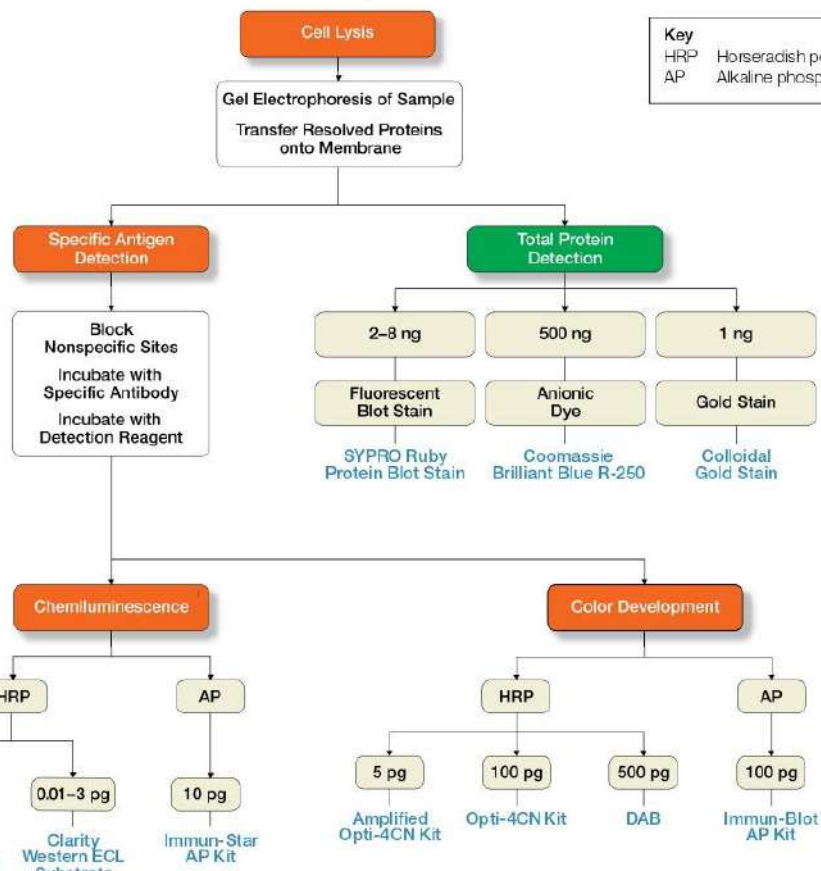 Cell Lysis
Key
HRP Horseradish
AP Alkaline
Gel Electrophoresis of Sample
Transfer Resolved Proteins
onto Membrane
Specific Antigen
Detection
Total Protein
Detection
Block
Nonspecific Sites
Incubate with
Specific Antibody
Incubate with
Detection Reagent
2–8 ng
500 ng
1 ng
Fluorescent
Blot Stain
Anionic
Dye
Gold Stain
SYPRO Ruby
Protein Blot Stain
Coomassie
Brilliant Blue R-250
Colloidal
Gold Stain
Chemiluminescence
Color Development
HRP
AP
HRP
AP
0.01–3 pg
10 pg
5 pg
100 pg
500 pg
100 pg
Clarity
Western ECL
Immun-Star
AP Kit
Amplified
Opti-4CN Kit
Opti-4CN Kit
DAB
Immun-Blot
AP Kit